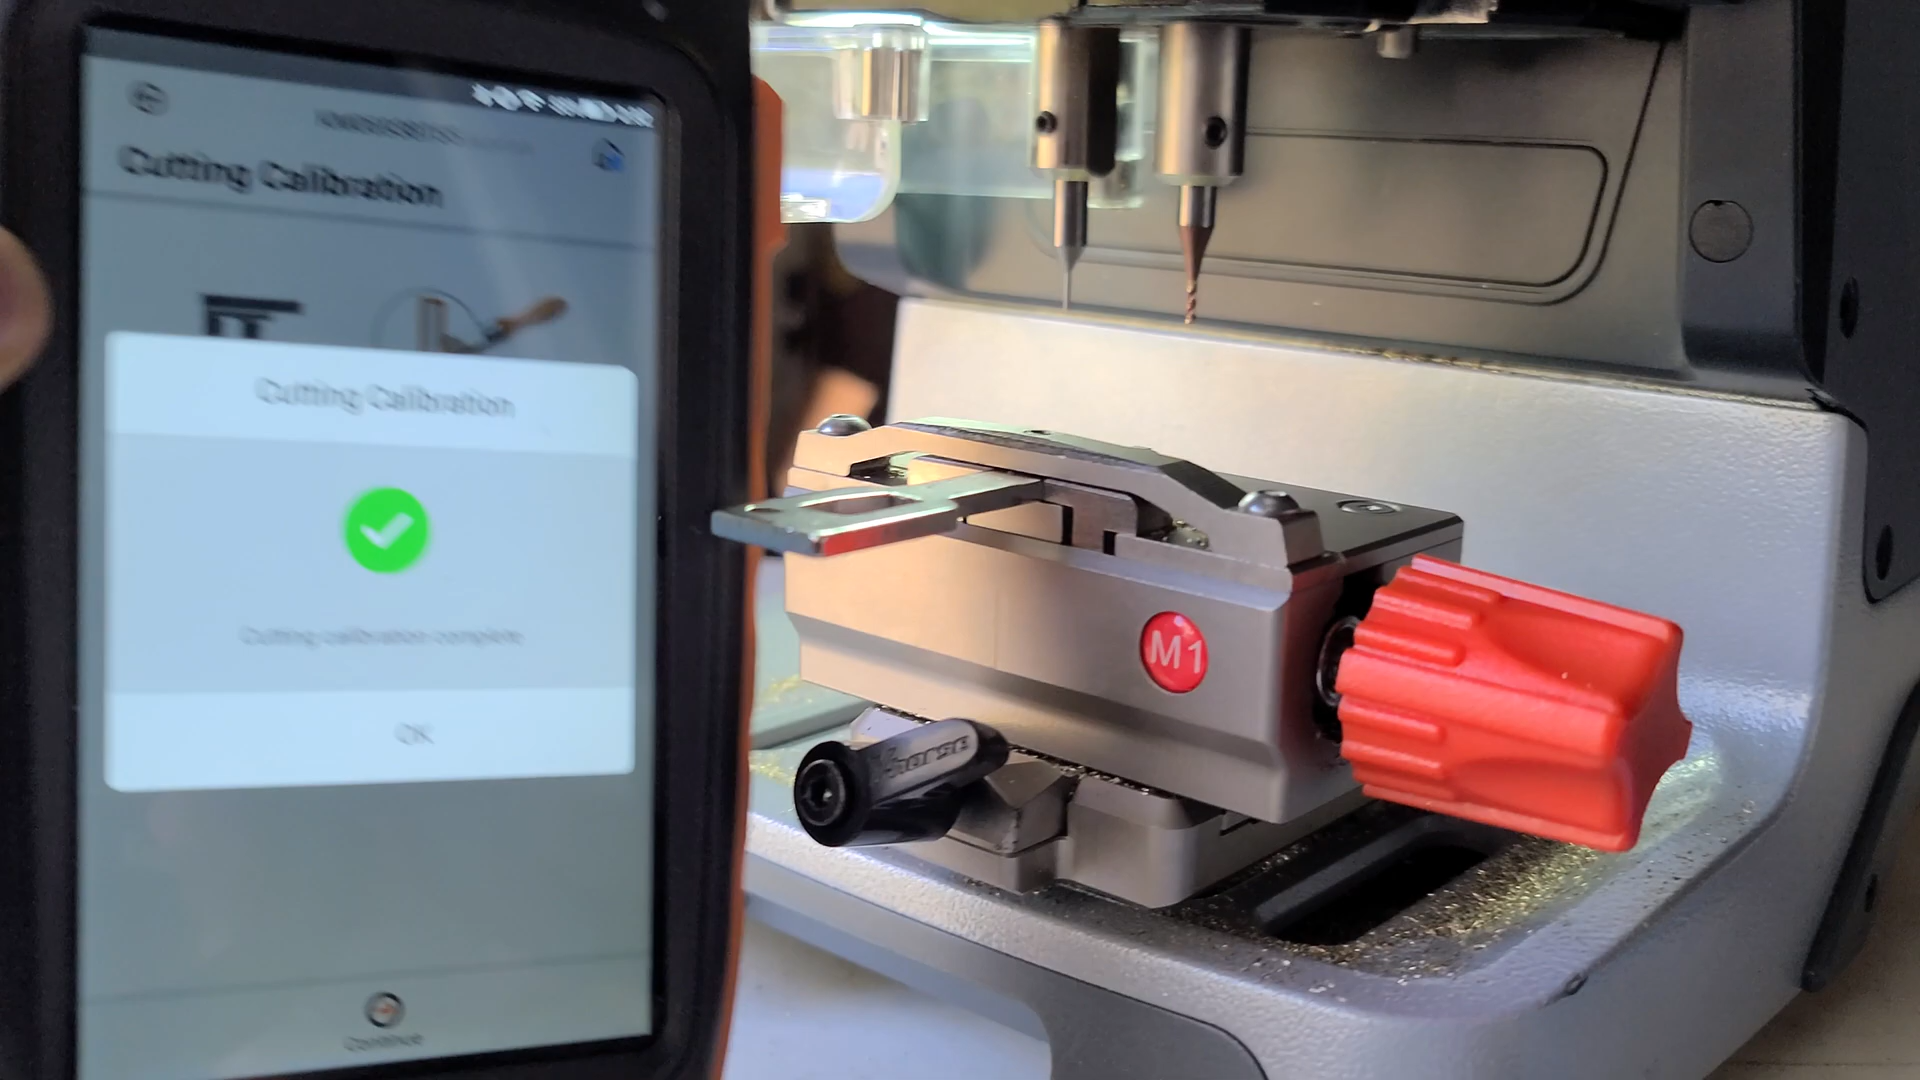 Cutting Calibration
Cutting Calibration
Cutting calibration complete
OK
Continue
M1
Xhorse